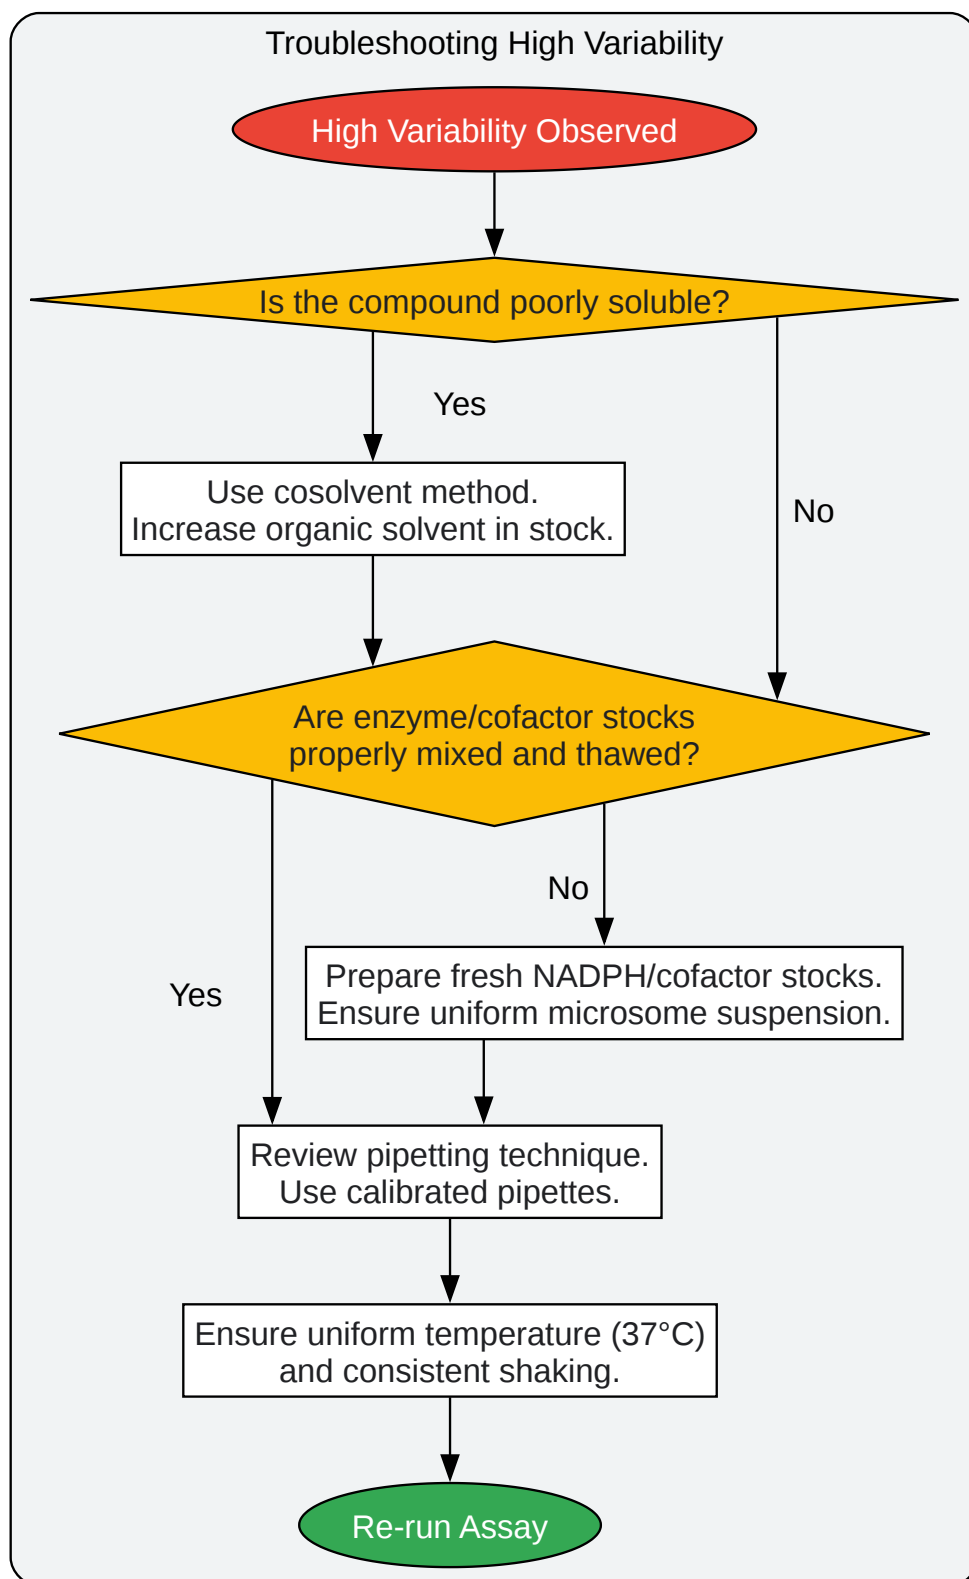 Troubleshooting High Variability
High Variability Observed
Is the compound poorly soluble?
Yes
Use cosolvent method.
Increase organic solvent in stock.
No
Are enzyme/cofactor stocks
properly mixed and thawed?
No
Prepare fresh NADPH/cofactor stocks.
Ensure uniform microsome suspension.
Yes
Review pipetting technique.
Use calibrated pipettes.
Ensure uniform temperature (37°C)
and consistent shaking.
Re-run Assay